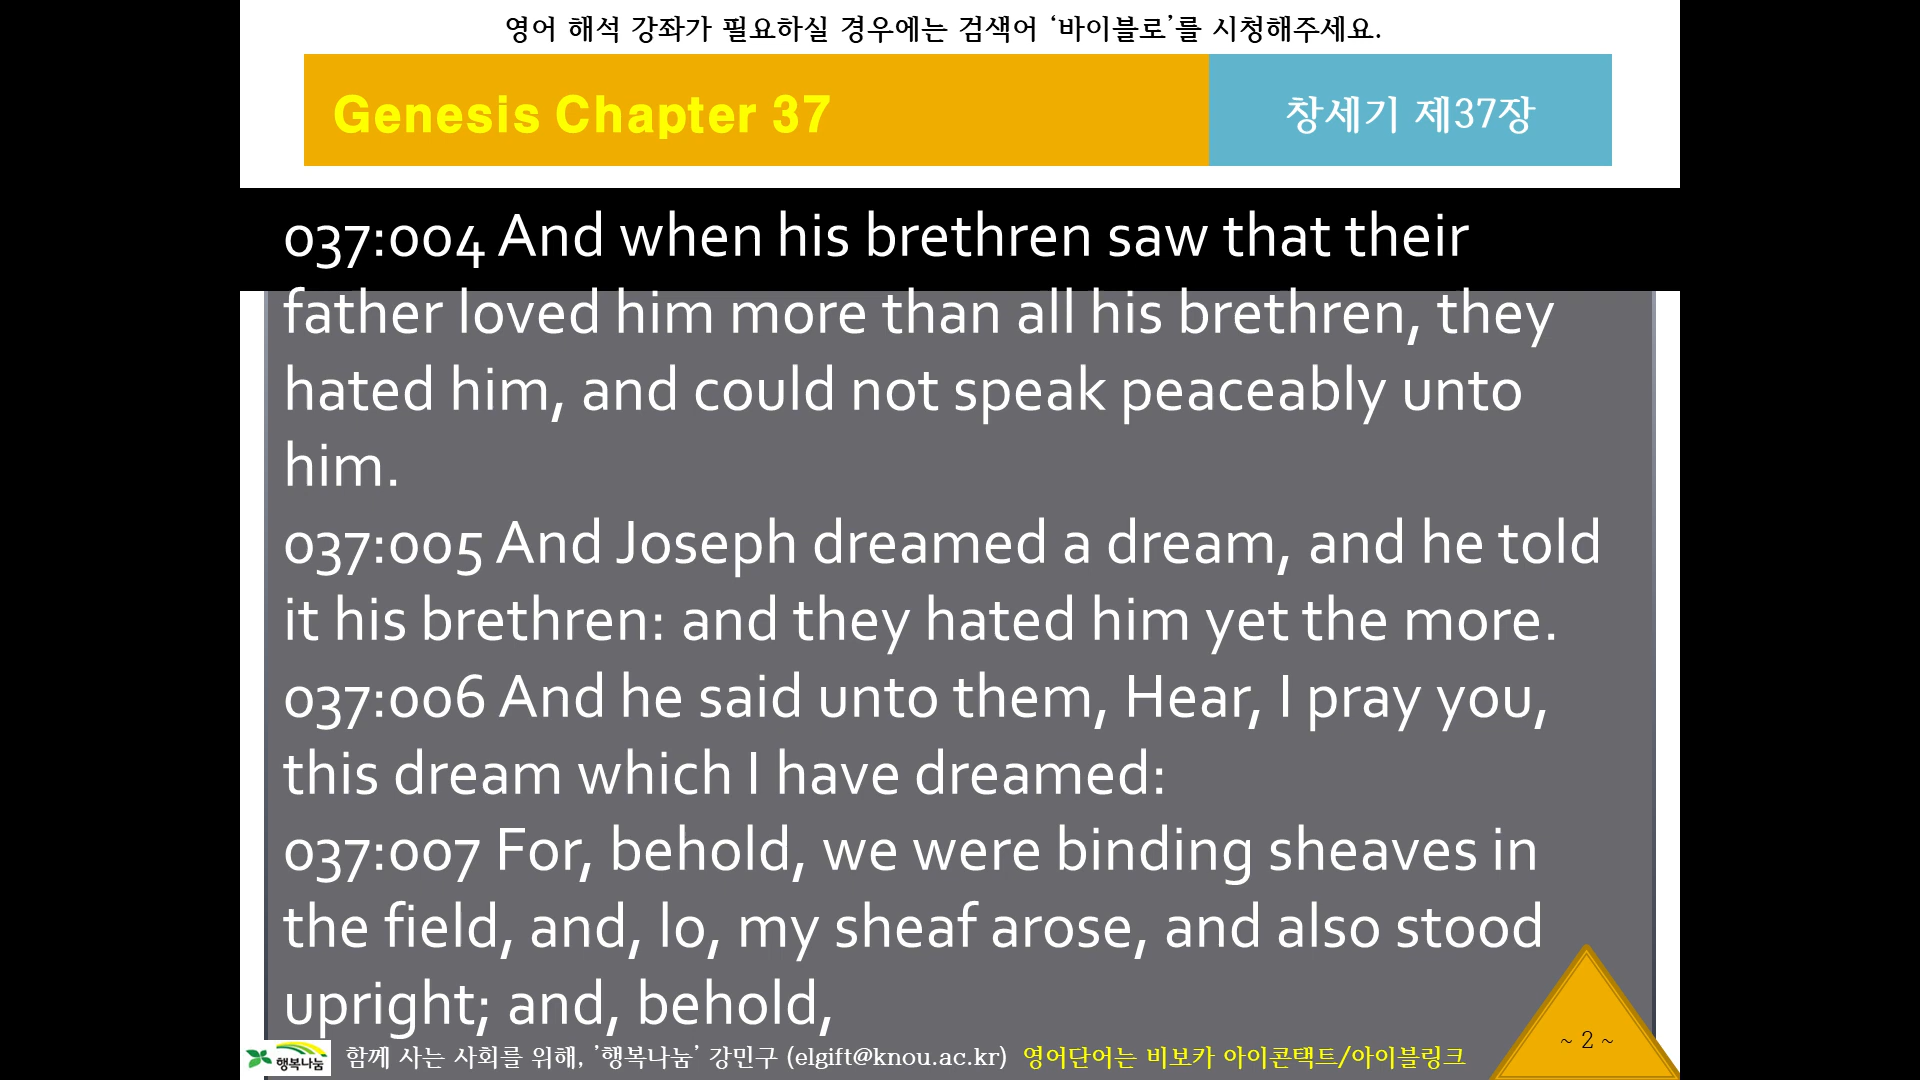 영어 해석 강좌가 필요하실 경우에는 검색어 ‘바이블로’를 시청해주세요.
Genesis Chapter 37
창세기 제37장
037:004 And when his brethren saw that their
father loved him more than all his brethren, they
hated him, and could not speak peaceably unto
him.
037:005 And Joseph dreamed a dream, and he told
it his brethren: and they hated him yet the more.
037:006 And he said unto them, Hear, I pray you,
this dream which I have dreamed:
037:007 For, behold, we were binding sheaves in
the field, and, lo, my sheaf arose, and also stood
upright; and, behold,
~ 2 ~
행복나눔
함께 사는 사회를 위해, ’행복나눔’ 강민구 (elgift@knou.ac.kr) 영어단어는 비보카 아이콘택트/아이블링크